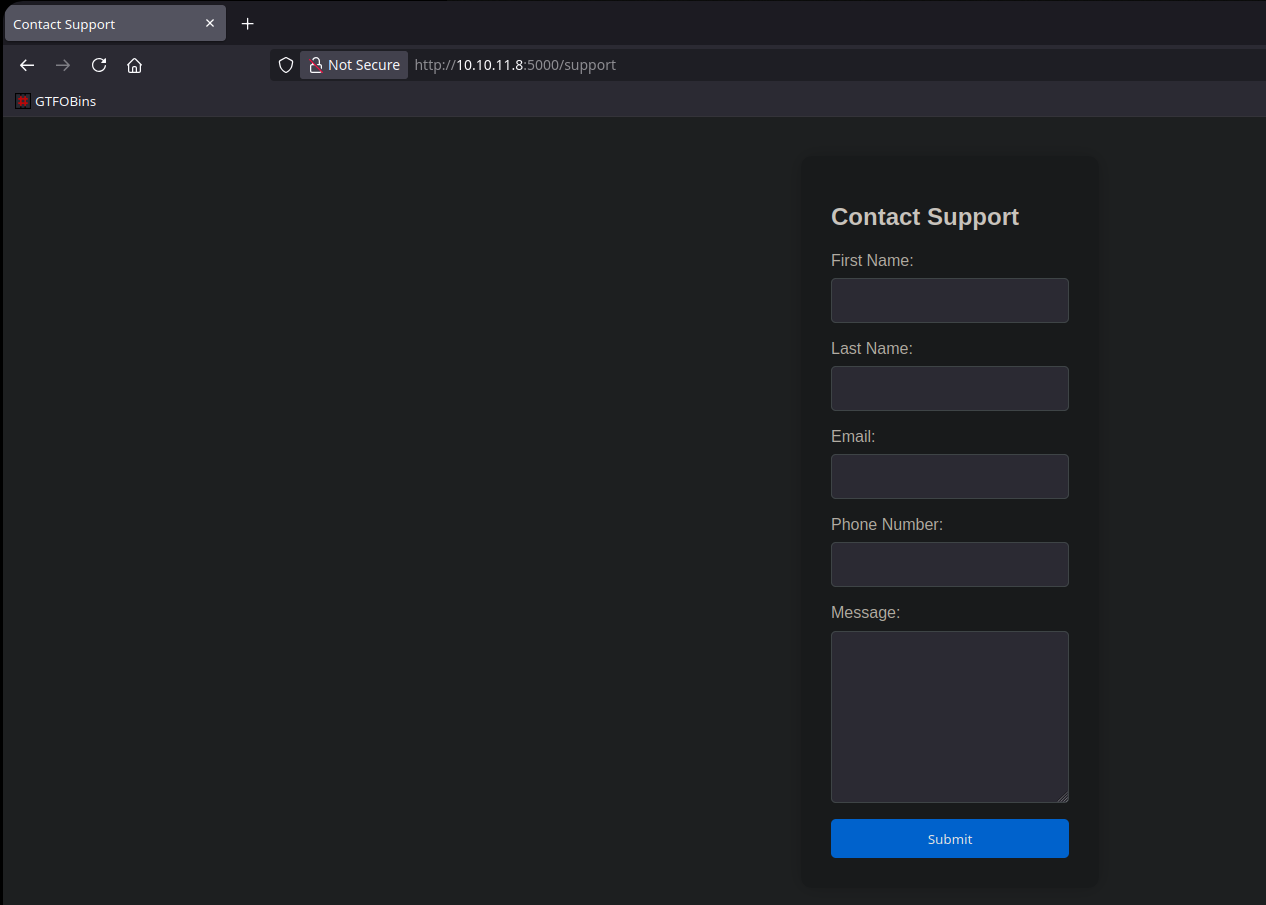 Contact Support
Not Secure http://10.10.11.8:5000/support
GTFOBins
Contact Support
First Name:
Last Name:
Email:
Phone Number:
Message:
Submit